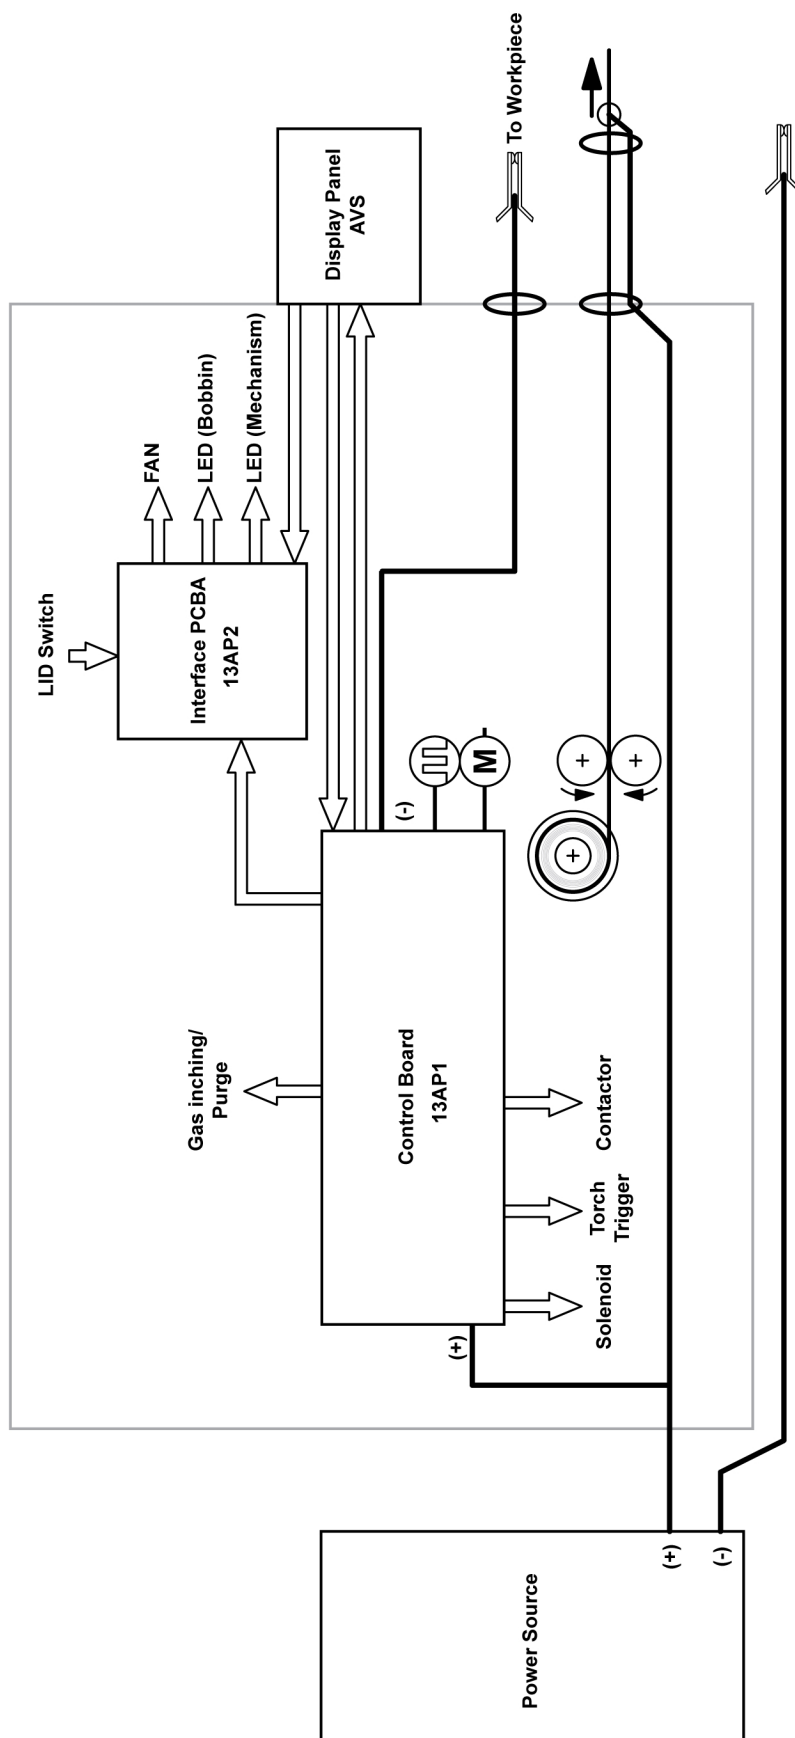 LID Switch
FAN
LED (Bobbin)
LED (Mechanism)
Interface PCBA
13AP2
Display Panel
AVS
To Workpiece
(-)
M
Gas inching/
Purge
Control Board
13AP1
Solenoid
Torch
Trigger
Contactor
(+)
Power Source
(+)
(-)